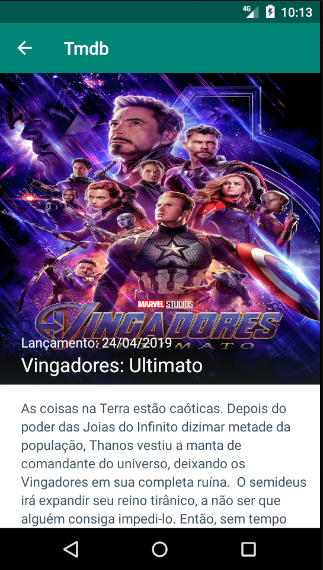 4G 10:13
Tmdb
MARVEL STUDIOS
VINGADORES
ULTIMATO
Lançamento: 24/04/2019
Vingadores: Ultimato
As coisas na Terra estão caóticas. Depois do
poder das Joias do Infinito dizimar metade da
população, Thanos vestiu a manta de
comandante do universo, deixando os
Vingadores em sua completa ruína.  O semideus
irá expandir seu reino tirânico, a não ser que
alguém consiga impedi-lo. Então, sem tempo